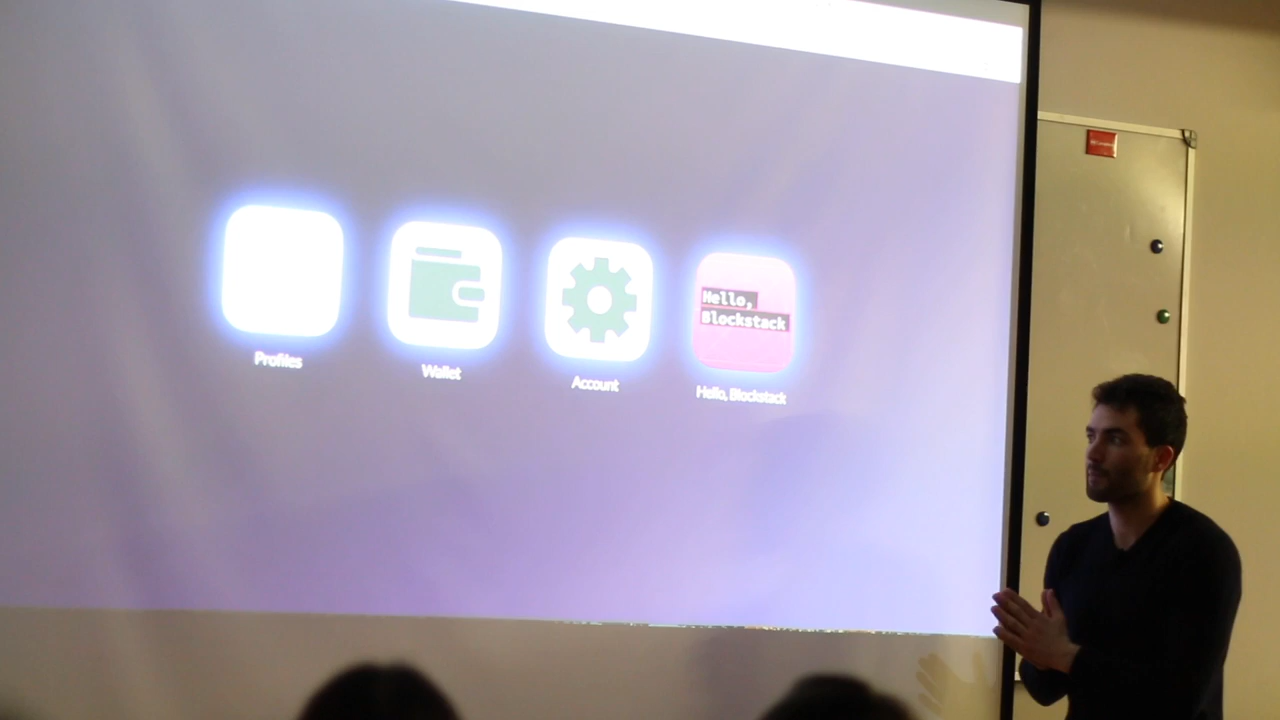 Hello,
Blockstack
Profiles
Wallet
Account
Hello, Blockstack